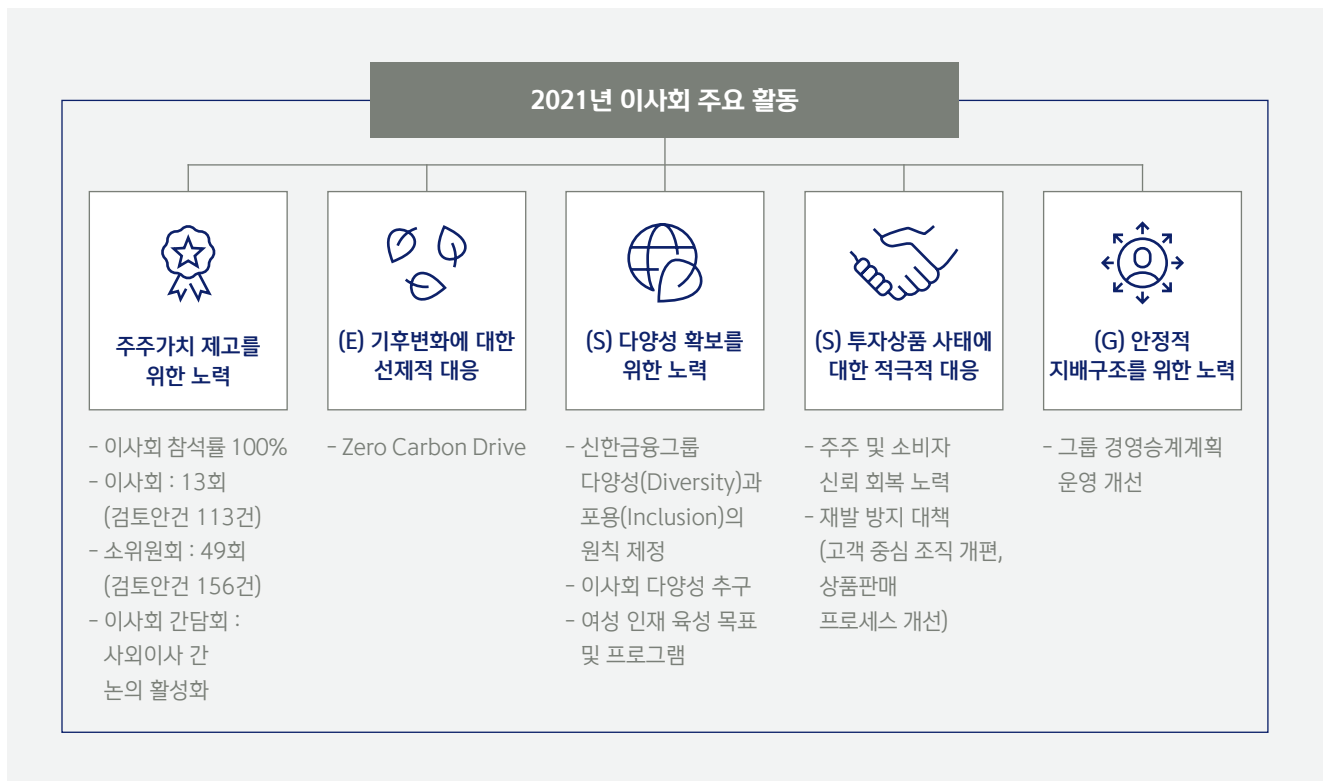 2021년 이사회 주요 활동
주주가치 제고를
위한 노력
- 이사회 참석률 100%
- 이사회 : 13회
(검토안건 113건)
- 소위원회 : 49회
(검토안건 156건)
- 이사회 간담회 :
사외이사 간
논의 활성화
(E) 기후변화에 대한
선제적 대응
- Zero Carbon Drive
(S) 다양성 확보를
위한 노력
- 신한금융그룹
다양성(Diversity)과
포용(Inclusion)의
원칙 제정
- 이사회 다양성 추구
- 여성 인재 육성 목표
및 프로그램
(S) 투자상품 사태에
대한 적극적 대응
- 주주 및 소비자
신뢰 회복 노력
- 재발 방지 대책
(고객 중심 조직 개편,
상품판매
프로세스 개선)
(G) 안정적
지배구조를 위한 노력
- 그룹 경영승계계획
운영 개선